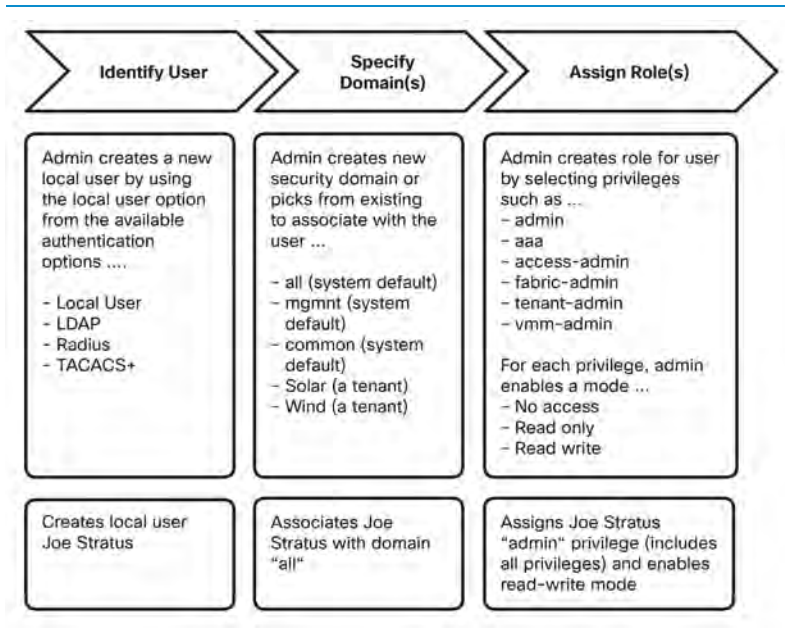 Identify User
Specify
Domain(s)
Assign Role(s)
Admin creates a new
local user by using
the local user option
from the available
authentication
options ....
- Local User
- LDAP
- Radius
- TACACS+
Admin creates new
security domain or
picks from existing
to associate with the
user ...
- all (system default)
- mgmnt (system
default)
- common (system
default)
- Solar (a tenant)
- Wind (a tenant)
Admin creates role for user
by selecting privileges
such as ...
- admin
- aaa
- access-admin
- fabric-admin
- tenant-admin
- vmm-admin
For each privilege, admin
enables a mode ...
- No access
- Read only
- Read write
Creates local user
Joe Stratus
Associates Joe
Stratus with domain
"all"
Assigns Joe Stratus
"admin" privilege (includes
all privileges) and enables
read-write mode